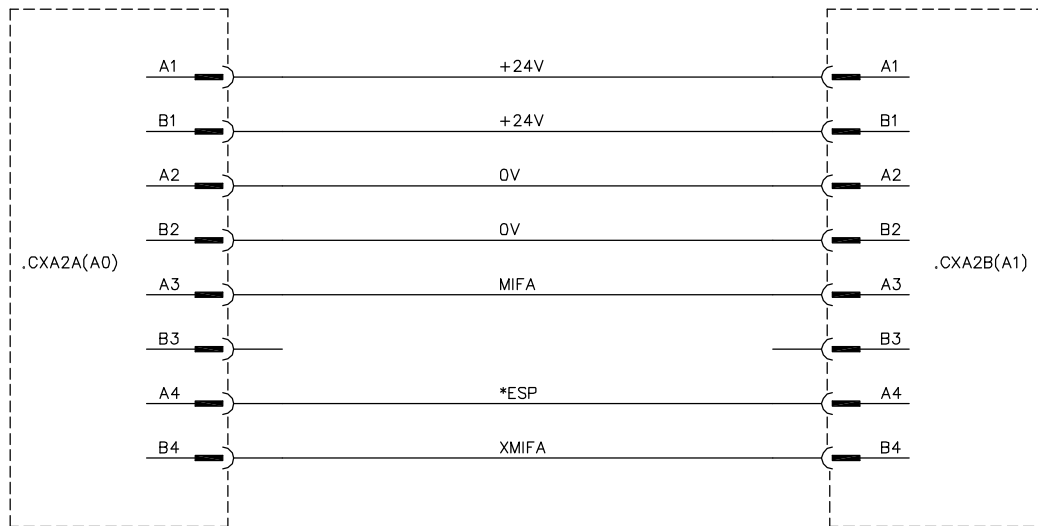 A1 +24V A1
B1 +24V B1
A2 0V A2
B2 0V B2
.CXA2A(A0) .CXA2B(A1)
A3 MIFA A3
B3 B3
A4 *ESP A4
B4 XMIFA B4